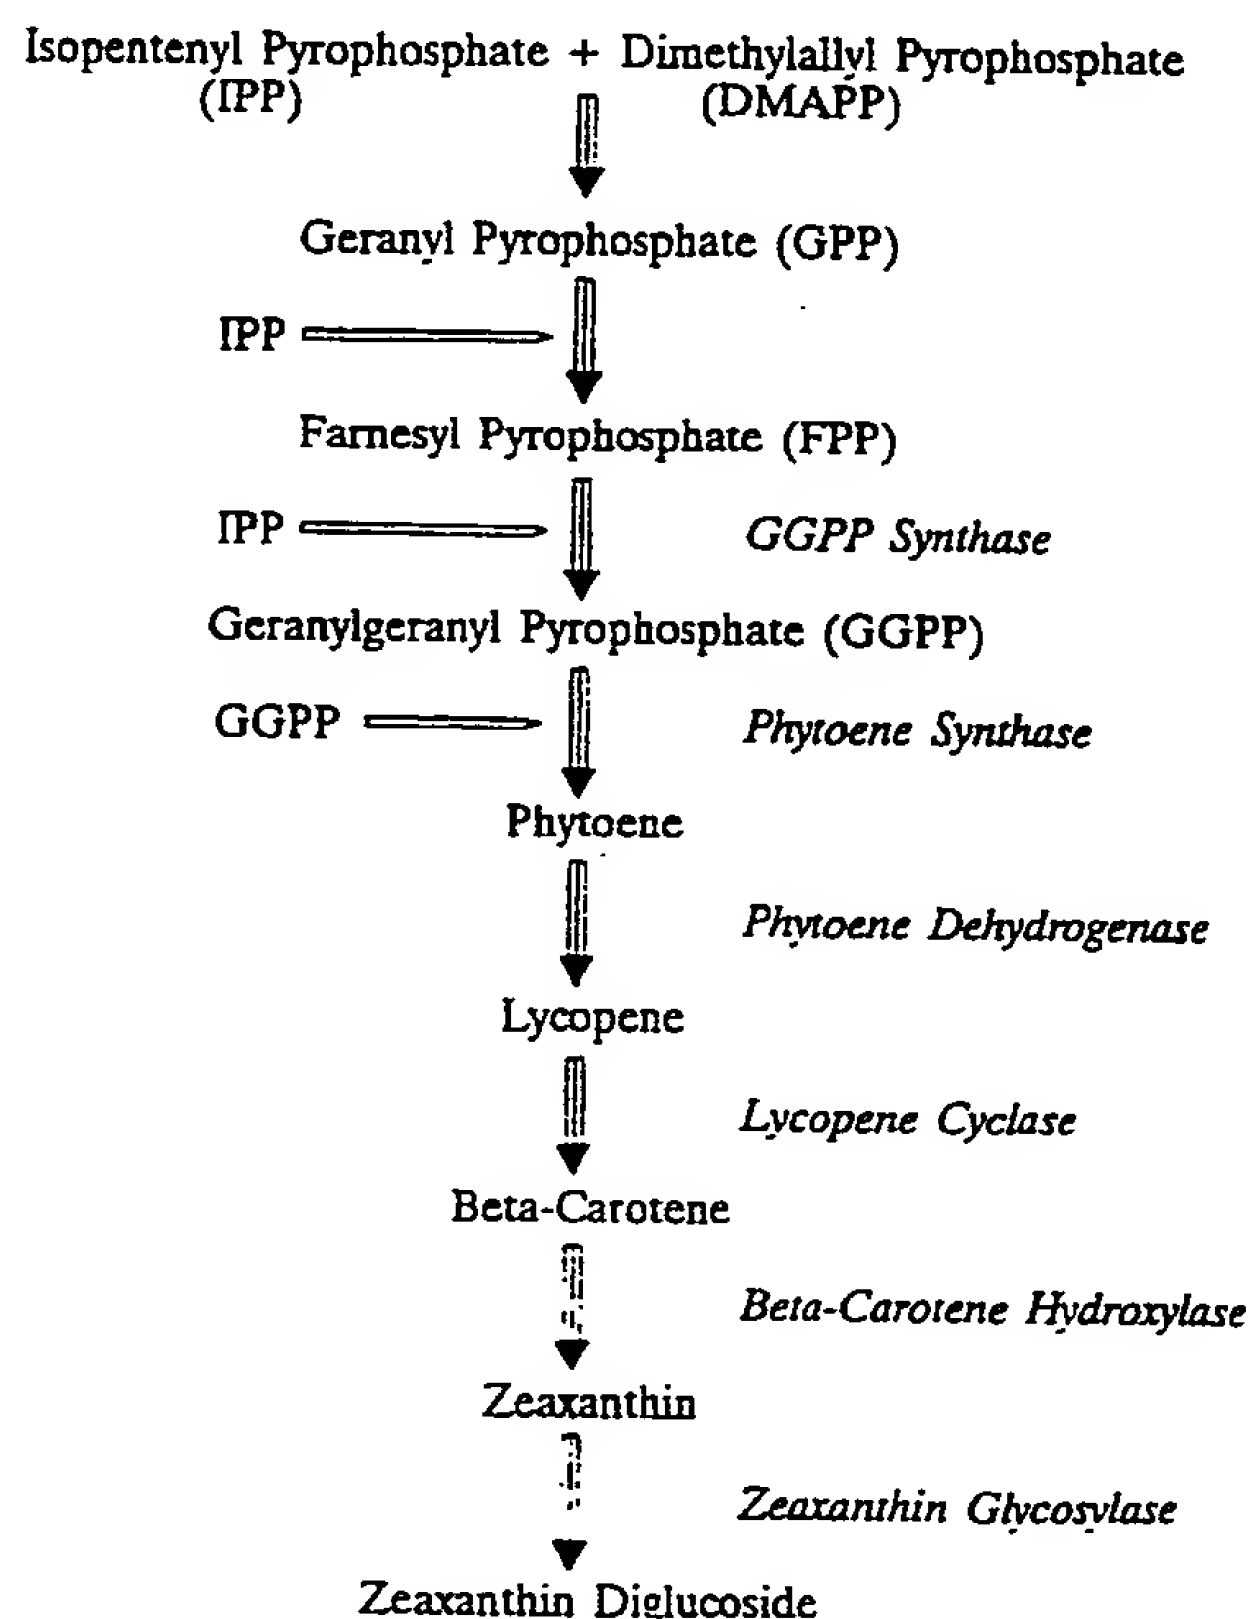 Isopentenyl Pyrophosphate + Dimethylallyl Pyrophosphate
(IPP) (DMAPP)
Geranyl Pyrophosphate (GPP)
IPP
Farnesyl Pyrophosphate (FPP)
IPP GGPP Synthase
Geranylgeranyl Pyrophosphate (GGPP)
GGPP Phytoene Synthase
Phytoene
Phytoene Dehydrogenase
Lycopene
Lycopene Cyclase
Beta-Carotene
Beta-Carotene Hydroxylase
Zeaxanthin
Zeaxanthin Glycosylase
Zeaxanthin Diglucoside